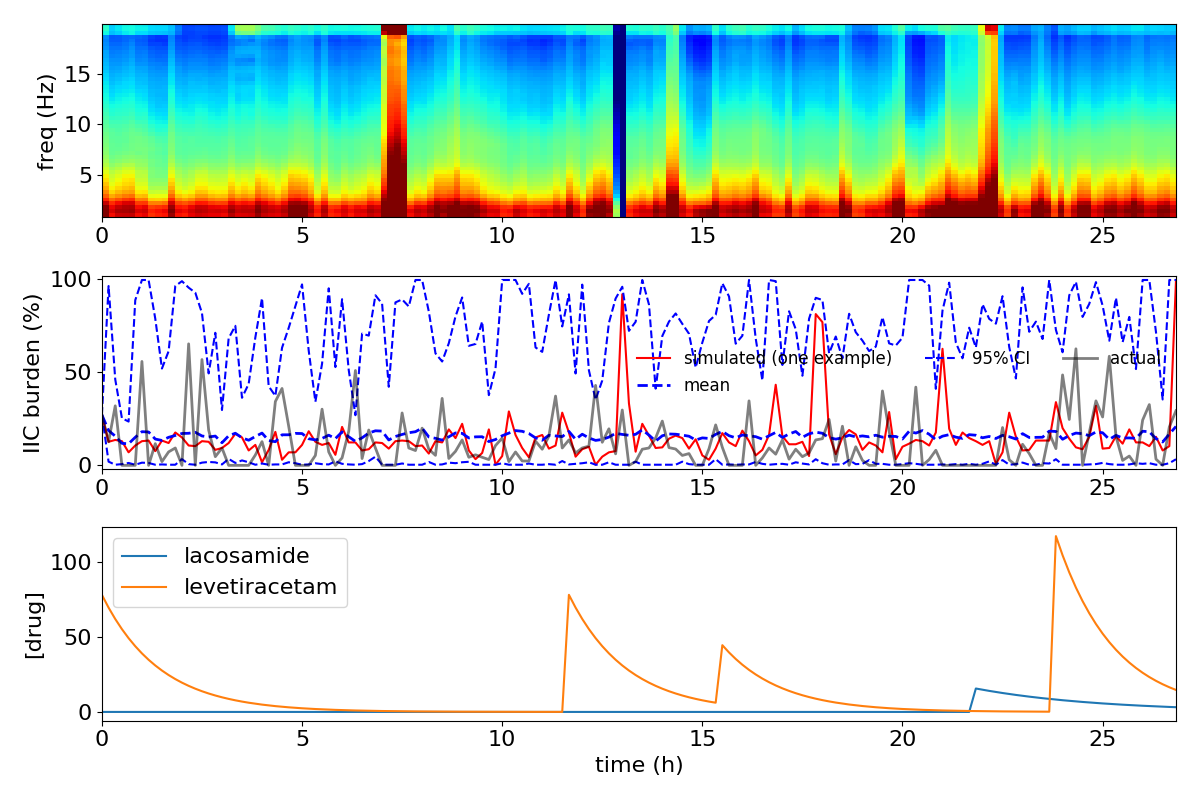 freq (Hz)
15
10
5
0 5 10 15 20 25
IIC burden (%)
100
50
0
simulated (one example) 95% CI actual
mean
0 5 10 15 20 25
[drug]
100
50
0
lacosamide
levetiracetam
0 5 10 15 20 25
time (h)